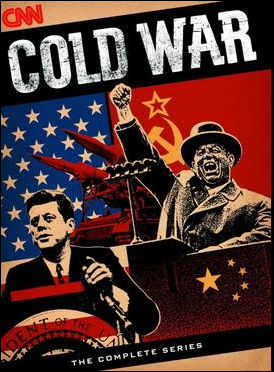 CNN
COLD WAR
DENT OF THE
THE COMPLETE SERIES